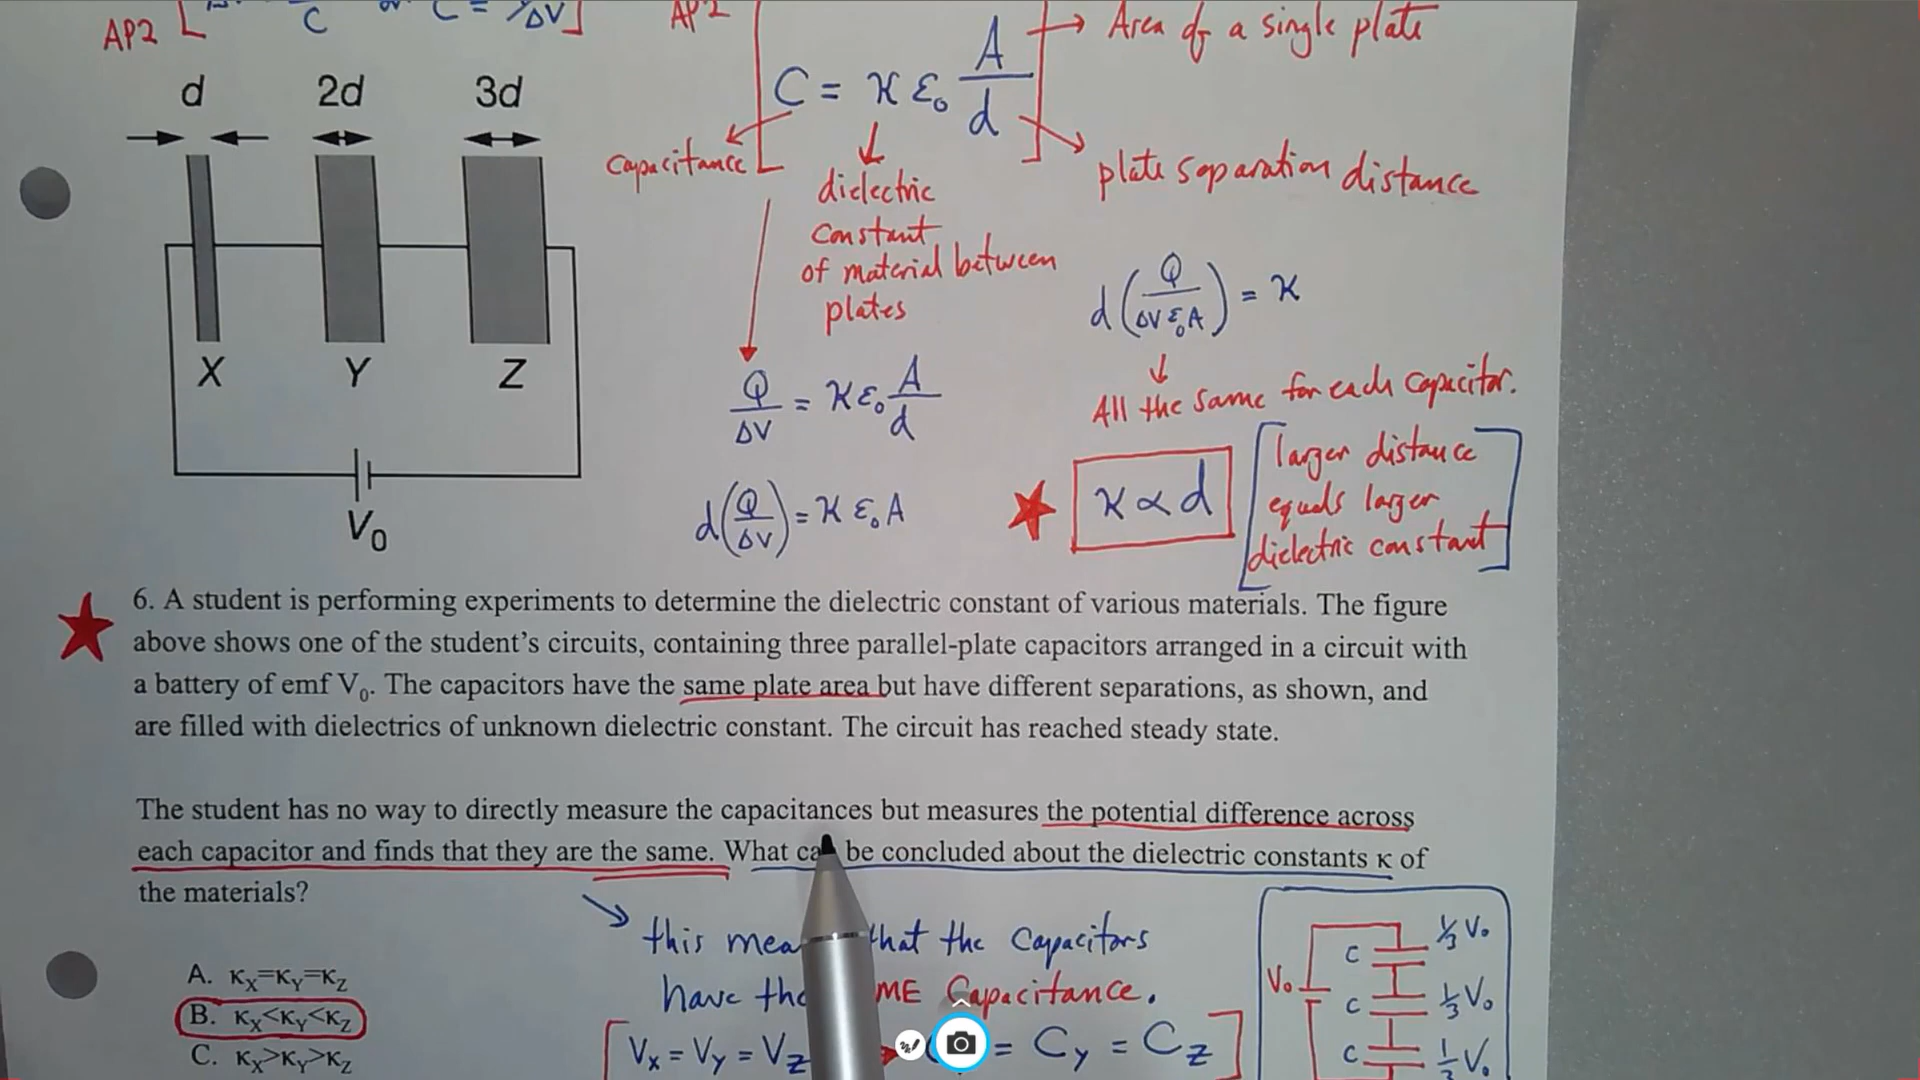 AP2
C
C = /ΔV]
AP2
Area of a single plate
C = κ ε₀ A/d
capacitance
dielectric
constant
of material between
plates
plate separation distance
d
2d
3d
X
Y
Z
V₀
Q/ΔV = κε₀ A/d
d(Q/ΔV) = κ ε₀ A
d(Q/ΔVε₀A) = κ
All the same for each capacitor.
κ ∝ d
larger distance
equals larger
dielectric constant
6. A student is performing experiments to determine the dielectric constant of various materials. The figure
above shows one of the student's circuits, containing three parallel-plate capacitors arranged in a circuit with
a battery of emf V₀. The capacitors have the same plate area but have different separations, as shown, and
are filled with dielectrics of unknown dielectric constant. The circuit has reached steady state.
The student has no way to directly measure the capacitances but measures the potential difference across
each capacitor and finds that they are the same. What can be concluded about the dielectric constants κ of
the materials?
this mea that the Capacitors
have the ME Capacitance.
[Vx = Vy = Vz = Cy = Cz]
A. κX=κY=κZ
B. κX<κY<κZ
C. κX>κY>κZ
V₀
C ⅓V₀
C ⅓V₀
C ⅓V₀